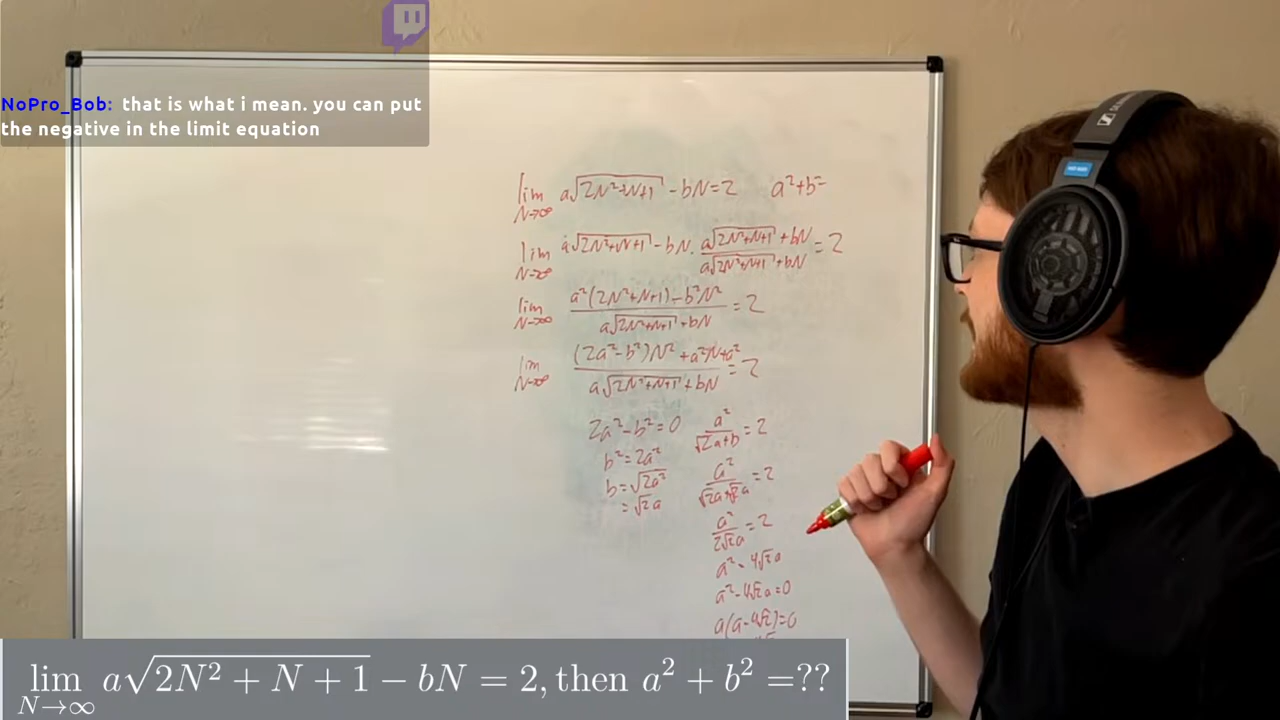 NoPro_Bob: that is what i mean. you can put
the negative in the limit equation
lim N→∞ a√(2N²+N+1) - bN = 2 a²+b²=
lim N→∞ a√(2N²+N+1) - bN · (a√(2N²+N+1) + bN)/(a√(2N²+N+1) + bN) = 2
lim N→∞ (a²(2N²+N+1) - b²N²)/(a√(2N²+N+1) + bN) = 2
lim N→∞ ((2a²-b²)N² + a²N + a²)/(a√(2N²+N+1) + bN) = 2
2a²-b²=0
b²=2a²
b=√(2a²)
=√2a
a²/(√2a+b) = 2
a²/(√2a+√2a) = 2
a²/(2√2a) = 2
a² = 4√2a
a²-4√2a=0
a(a-4√2)=0
lim N→∞ a√(2N² + N + 1) - bN = 2, then a² + b² =??